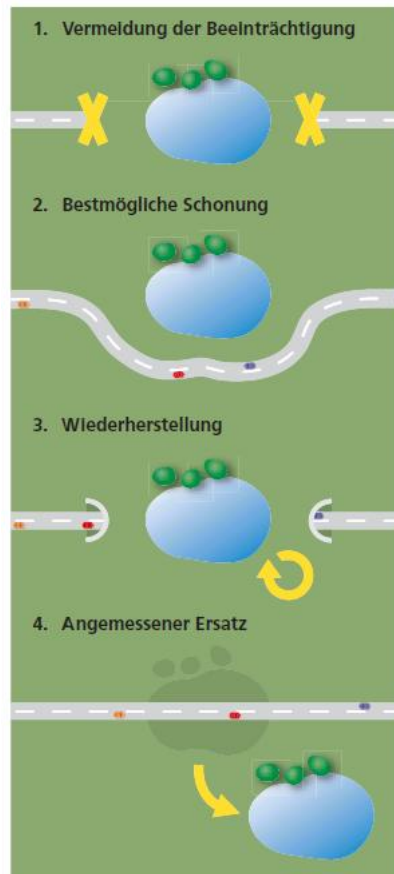 1. Vermeidung der Beeinträchtigung
2. Bestmögliche Schonung
3. Wiederherstellung
4. Angemessener Ersatz